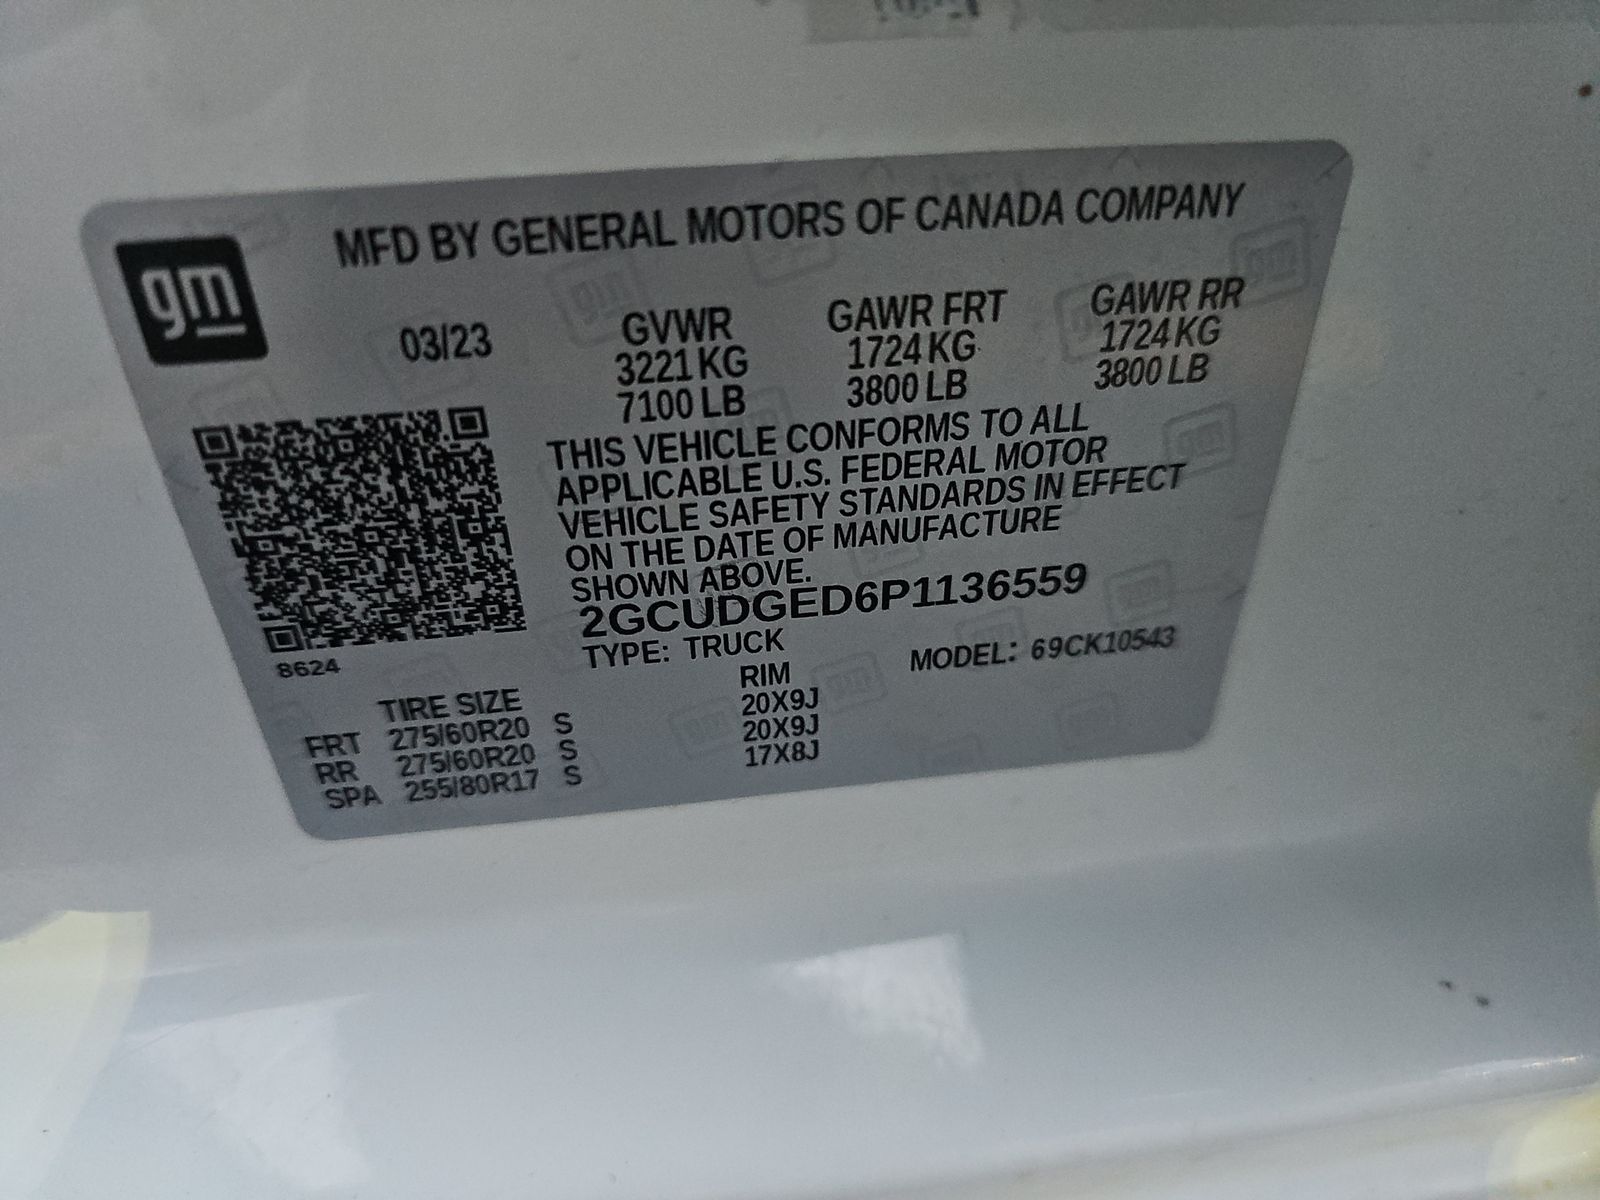 MFD BY GENERAL MOTORS OF CANADA COMPANY
gm
03/23 GVWR GAWR FRT GAWR RR
3221 KG 1724 KG 1724 KG
7100 LB 3800 LB 3800 LB
THIS VEHICLE CONFORMS TO ALL
APPLICABLE U.S. FEDERAL MOTOR
VEHICLE SAFETY STANDARDS IN EFFECT
ON THE DATE OF MANUFACTURE
SHOWN ABOVE.
2GCUDGED6P1136559
8624
TYPE: TRUCK MODEL: 69CK10543
TIRE SIZE RIM
FRT 275/60R20 S 20X9J
RR 275/60R20 S 20X9J
SPA 255/80R17 S 17X8J